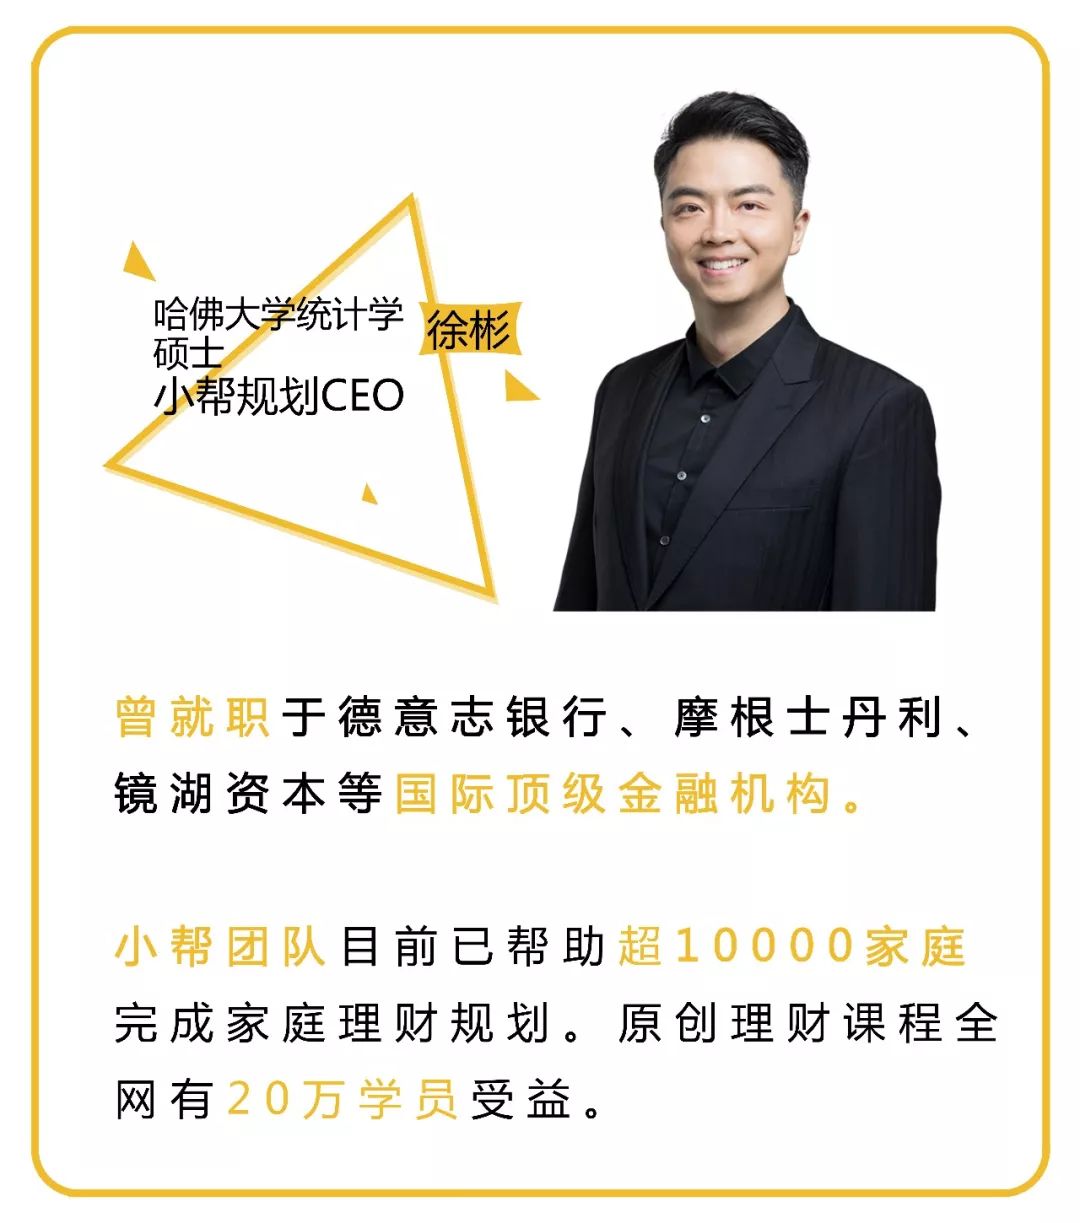 哈佛大学统计学
硕士
小帮规划CEO
徐彬
曾就职于德意志银行、摩根士丹利、
镜湖资本等国际顶级金融机构。
小帮团队目前已帮助超10000家庭
完成家庭理财规划。原创理财课程全
网有20万学员受益。